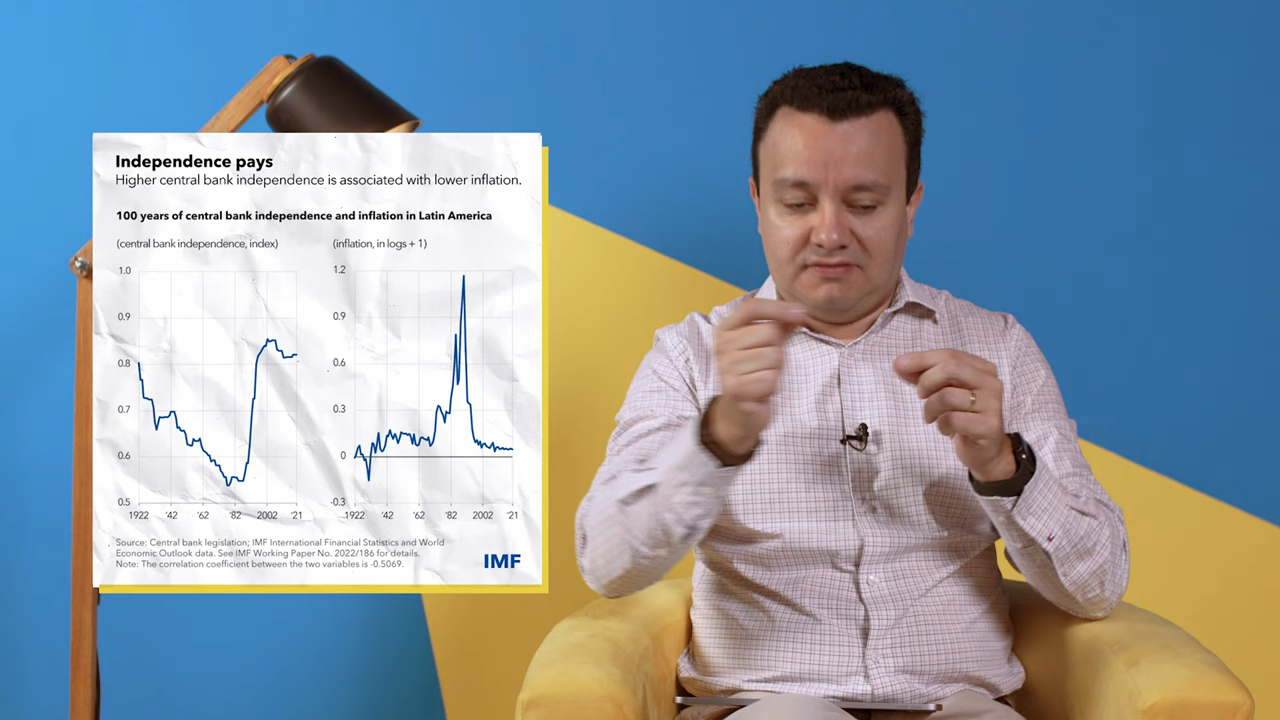 Independence pays
Higher central bank independence is associated with lower inflation.
100 years of central bank independence and inflation in Latin America
(central bank independence, index)
(inflation, in logs + 1)
1.0
0.9
0.8
0.7
0.6
0.5
1922 '42 '62 '82 2002 '21
1.2
0.9
0.6
0.3
0
-0.3
1922 '42 '62 '82 2002 '21
Source: Central bank legislation; IMF International Financial Statistics and World
Economic Outlook data. See IMF Working Paper No. 2022/186 for details.
Note: The correlation coefficient between the two variables is -0.5069.
IMF